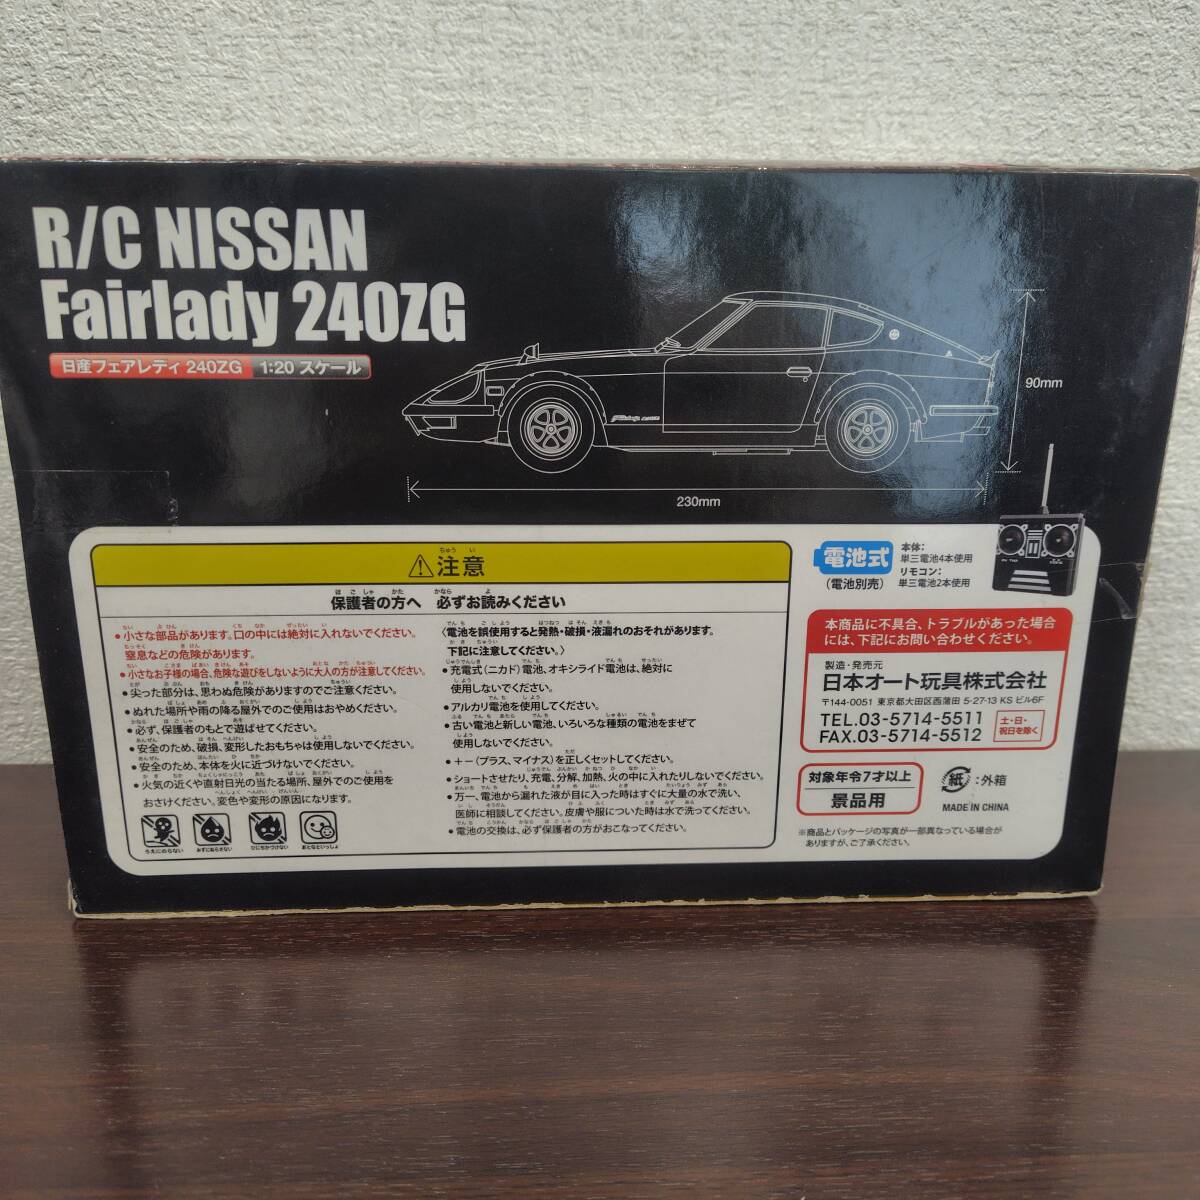 R/C NISSAN
Fairlady 240ZG
日産フェアレディ 240ZG 1:20 スケール
90mm
230mm
⚠注意
保護者の方へ 必ずお読みください
●小さな部品があります。口の中には絶対に入れないでください。
窒息などの危険があります。
●小さなお子様の場合、危険な遊びをしないように大人の方が注意してください。
●尖った部分は、思わぬ危険がありますのでご注意ください。
●ぬれた場所や雨の降る屋外でのご使用はおやめください。
●必ず、保護者のもとで遊ばせてください。
●安全のため、破損、変形したおもちゃは使用しないでください。
●安全のため、本体を火に近づけないでください。
●火気の近くや直射日光の当たる場所、屋外でのご使用を
おさけください。変色や変形の原因になります。
うえになげない みずにぬらさない ひにちかづけない おとなといっしょ
〈電池を誤使用すると発熱・破損・液漏れのおそれがあります。
下記に注意してください。〉
●充電式(ニカド)電池、オキシライド電池は、絶対に
使用しないでください。
●アルカリ電池を使用してください。
●古い電池と新しい電池、いろいろな種類の電池をまぜて
使用しないでください。
●+−(プラス、マイナス)を正しくセットしてください。
●ショートさせたり、充電、分解、加熱、火の中に入れたりしないでください。
●万一、電池から漏れた液が目に入った時はすぐに大量の水で洗い、
医師に相談してください。皮膚や服についた時は水で洗ってください。
●電池の交換は、必ず保護者の方がおこなってください。
電池式
(電池別売)
本体:
単三電池4本使用
リモコン:
単三電池2本使用
本商品に不具合、トラブルがあった場合
には、下記にお問い合わせください。
製造・発売元
日本オート玩具株式会社
〒144-0051 東京都大田区西蒲田 5-27-13 KS ビル6F
TEL.03-5714-5511
FAX.03-5714-5512
土・日・
祝日を除く
対象年令7才以上
景品用
紙:外箱
MADE IN CHINA
※商品とパッケージの写真が一部異なっている場合が
ありますが、ご了承ください。